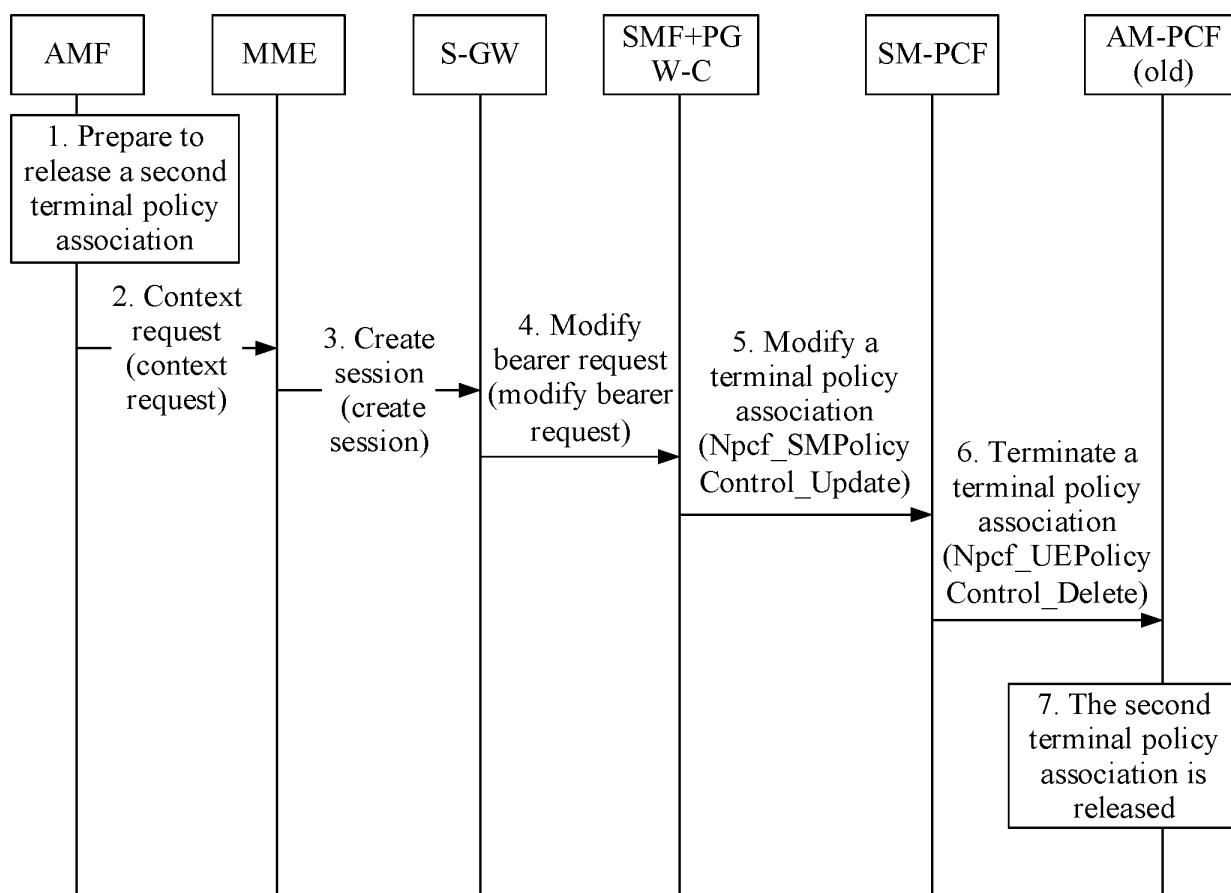 AMF
MME
S-GW
SMF+PG
W-C
SM-PCF
AM-PCF
(old)
1. Prepare to
release a second
terminal policy
association
2. Context
request
(context
request)
3. Create
session
(create
session)
4. Modify
bearer request
(modify bearer
request)
5. Modify a
terminal policy
association
(Npcf_SMPolicy
Control_Update)
6. Terminate a
terminal policy
association
(Npcf_UEPolicy
Control_Delete)
7. The second
terminal policy
association is
released